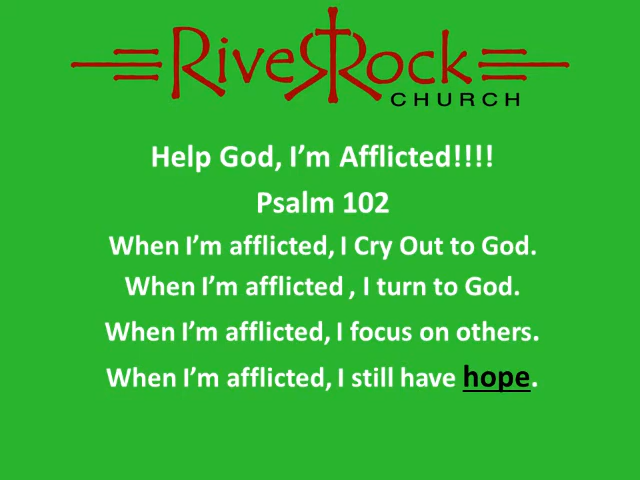 RiverRock
CHURCH
Help God, I'm Afflicted!!!!
Psalm 102
When I'm afflicted, I Cry Out to God.
When I'm afflicted , I turn to God.
When I'm afflicted, I focus on others.
When I'm afflicted, I still have hope.